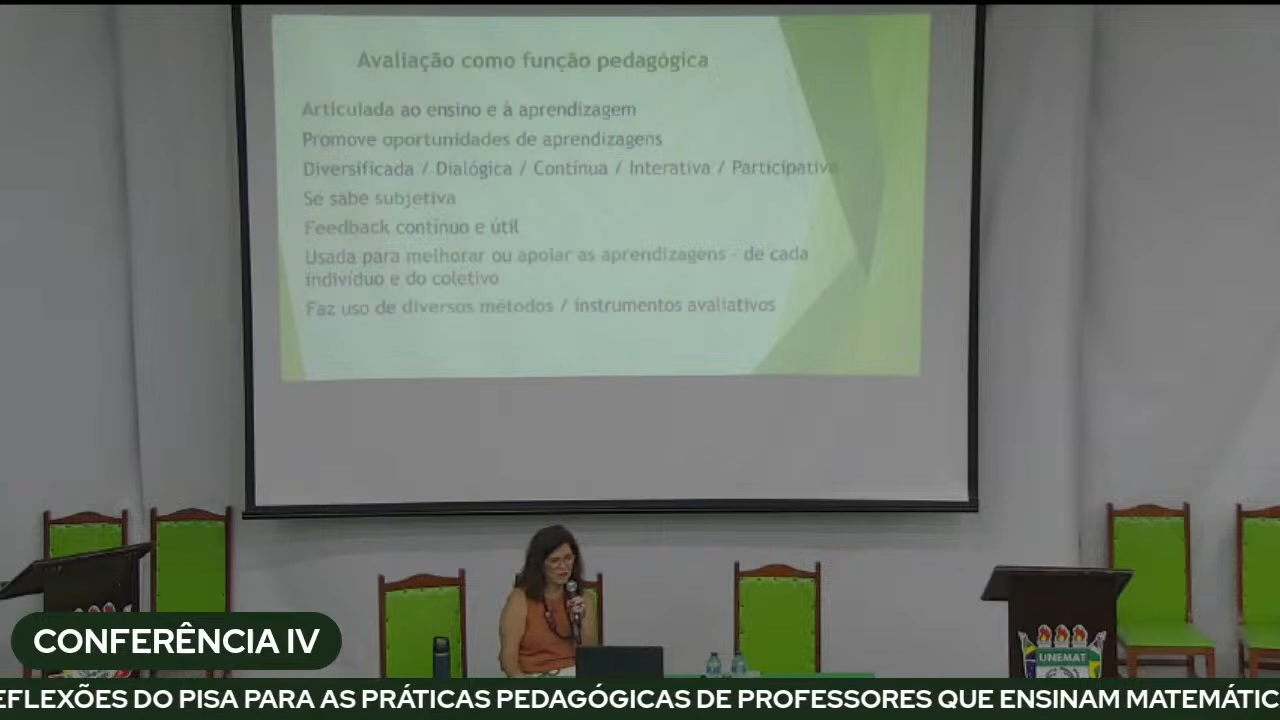 Avaliação como função pedagógica
Articulada ao ensino e à aprendizagem
Promove oportunidades de aprendizagens
Diversificada / Dialógica / Contínua / Interativa / Participativa
Se sabe subjetiva
Feedback contínuo e útil
Usada para melhorar ou apoiar as aprendizagens - de cada
indivíduo e do coletivo
Faz uso de diversos métodos / instrumentos avaliativos
UNEMAT
CONFERÊNCIA IV
EFLEXÕES DO PISA PARA AS PRÁTICAS PEDAGÓGICAS DE PROFESSORES QUE ENSINAM MATEMÁTIC